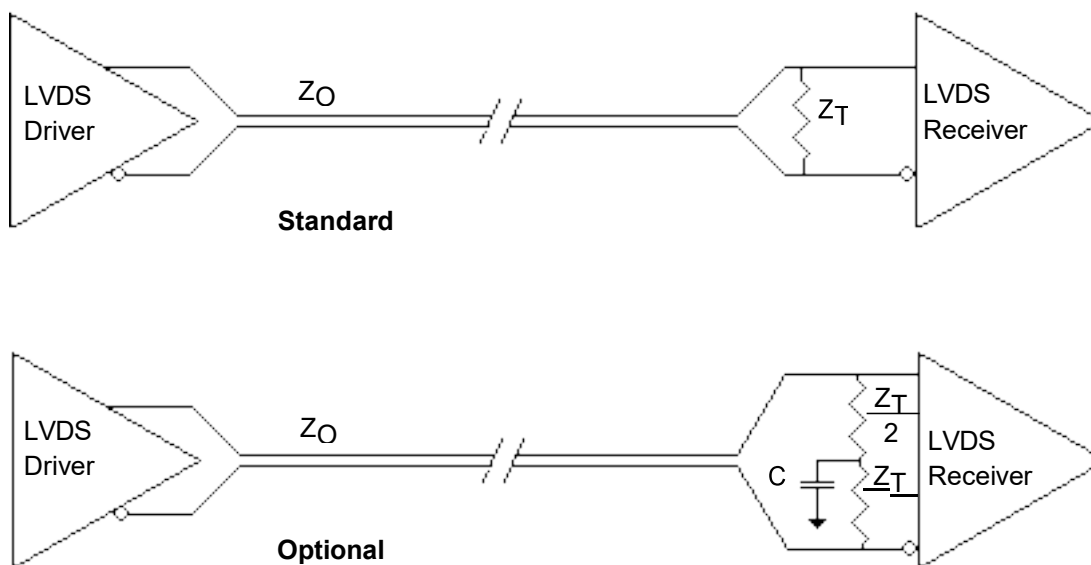 LVDS
Driver
ZO
ZT
LVDS
Receiver
Standard
LVDS
Driver
ZO
ZT
2
C
ZT
LVDS
Receiver
Optional